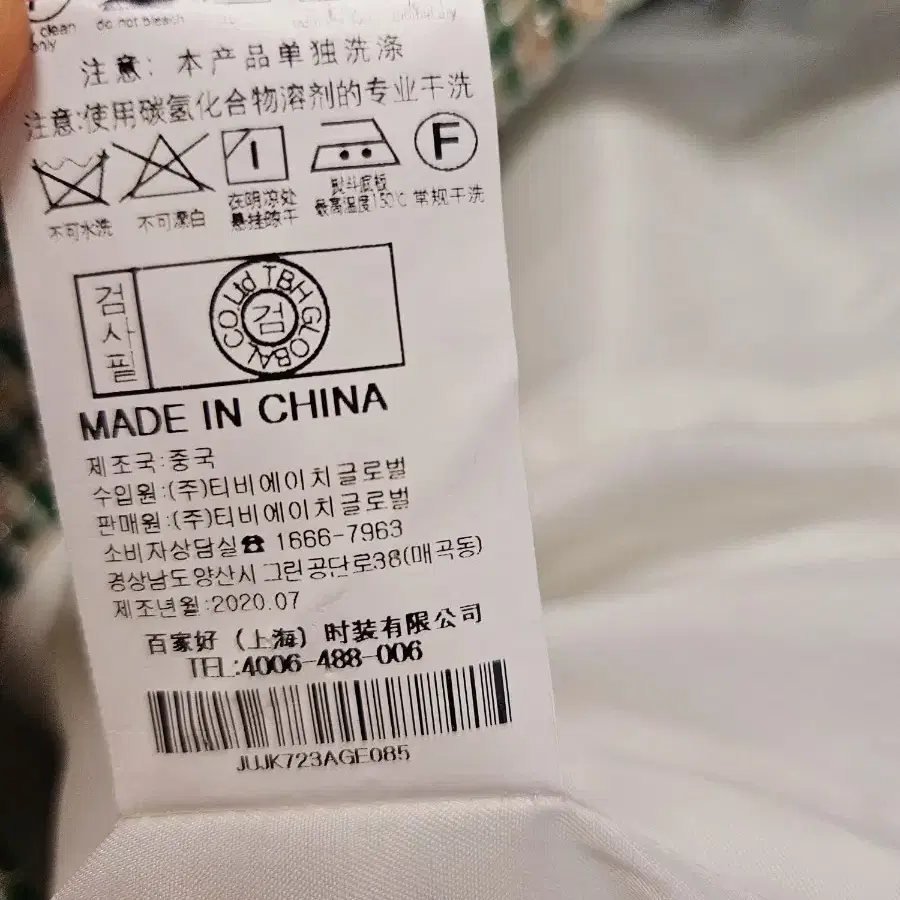 clean only
do not bleach
注意: 本产品单独洗涤
注意:使用碳氢化合物溶剂的专业干洗
F
不可水洗
不可漂白
在阴凉处
悬挂晾干
熨斗底板
最高温度150℃
常规干洗
검사필
TBH GLOBAL CO Ltd
검
MADE IN CHINA
제조국:중국
수입원:(주)티비에이치글로벌
판매원:(주)티비에이치글로벌
소비자상담실☎ 1666-7963
경상남도양산시 그린공단로38(매곡동)
제조년월:2020.07
百家好 (上海) 时装有限公司
TEL:4006-488-006
JUJK723AGE085